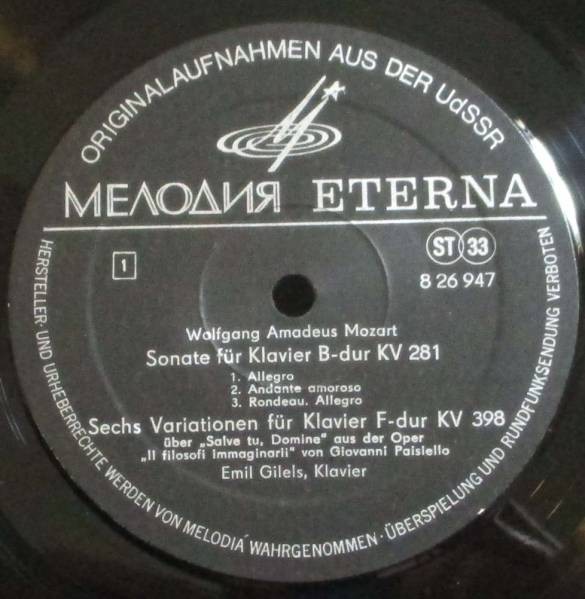 ORIGINALAUFNAHMEN AUS DER UdSSR
МЕЛОДИЯ ETERNA
ST 33
1
8 26 947
Wolfgang Amadeus Mozart
Sonate für Klavier B-dur KV 281
1. Allegro
2. Andante amoroso
3. Rondeau. Allegro
Sechs Variationen für Klavier F-dur KV 398
über „Salve tu, Domine" aus der Oper
„Il filosofi immaginarii" von Giovanni Paisiello
Emil Gilels, Klavier
HERSTELLER- UND URHEBERRECHTE WERDEN VON MELODIA WAHRGENOMMEN · ÜBERSPIELUNG UND RUNDFUNKSENDUNG VERBOTEN